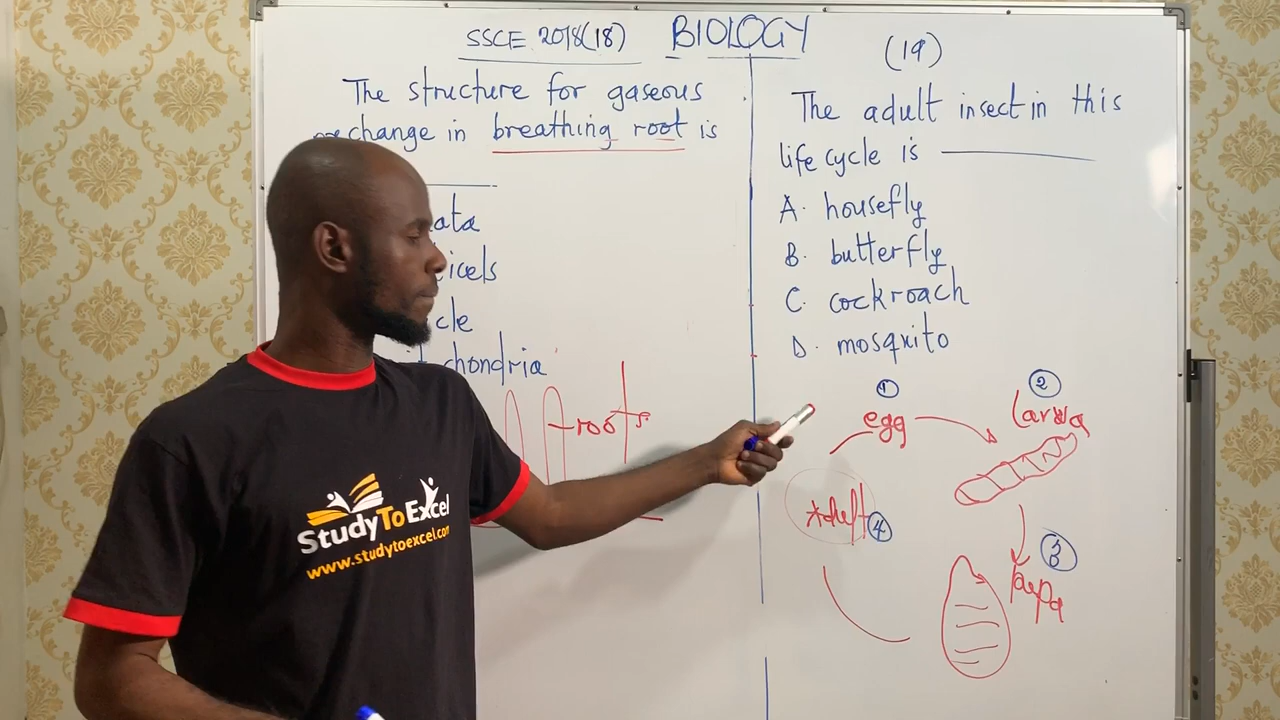 SSCE 2018(18) BIOLOGY
The structure for gaseous
exchange in breathing root is
ata
icels
cle
chondria
roots
(19)
The adult insect in this
life cycle is
A. housefly
B. butterfly
C. cockroach
D. mosquito
1
egg
2
larva
3
pupa
Adult
4
StudyToExcel
www.studytoexcel.com